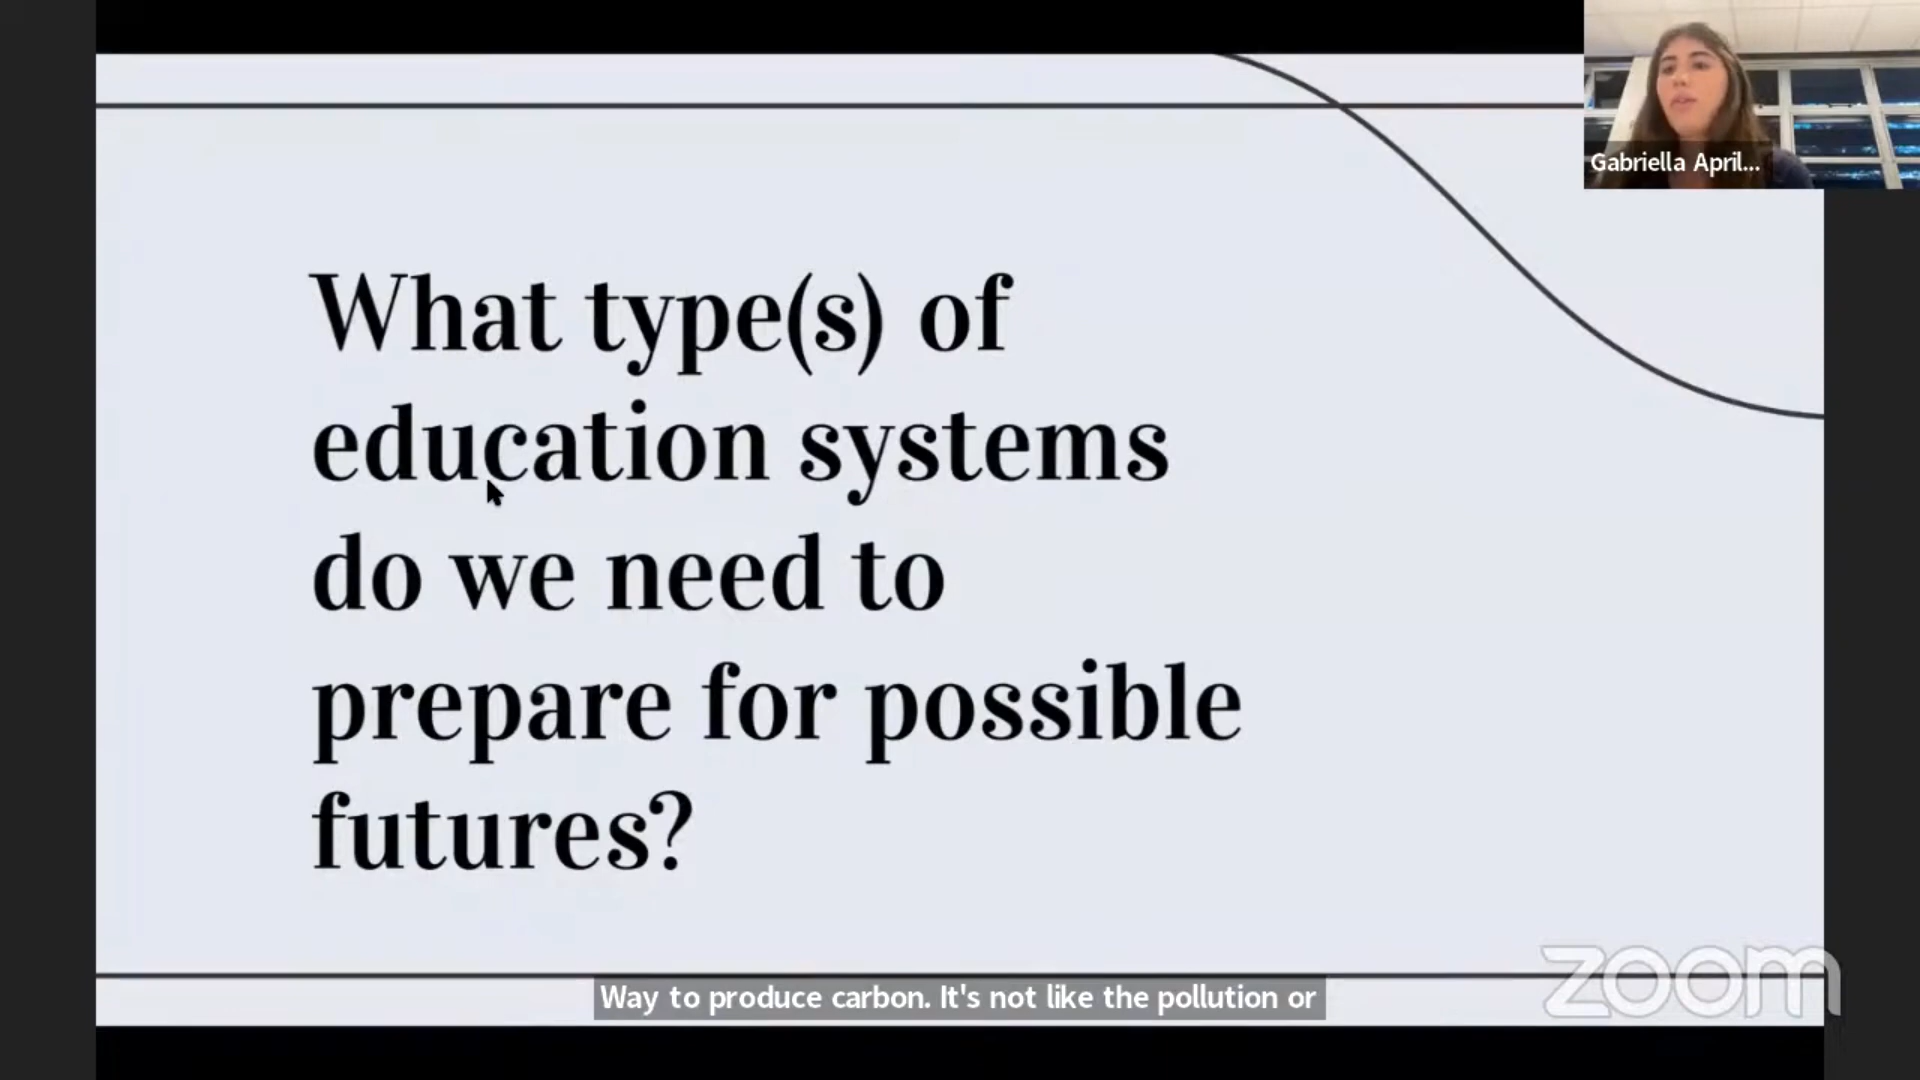 Gabriella April...
What type(s) of
education systems
do we need to
prepare for possible
futures?
Way to produce carbon. It's not like the pollution or
zoom